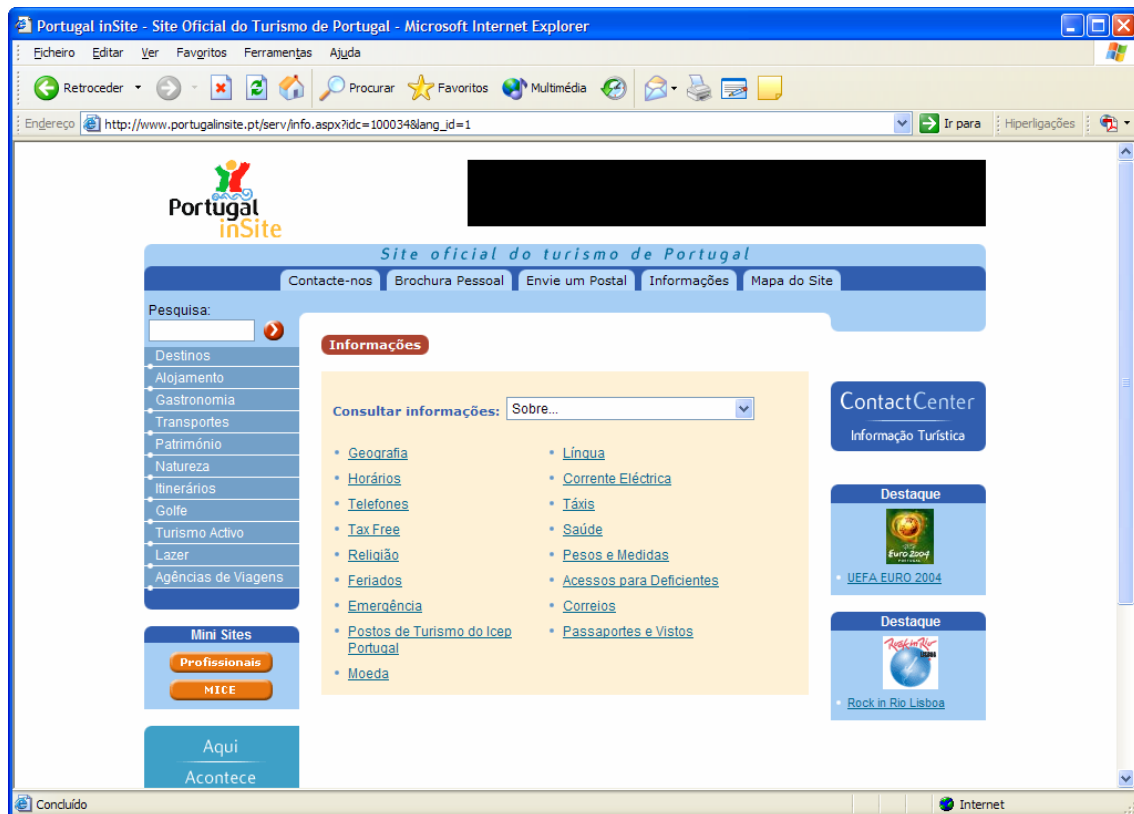 Portugal inSite - Site Oficial do Turismo de Portugal - Microsoft Internet Explorer
Ficheiro Editar Ver Favoritos Ferramentas Ajuda
Retroceder Procurar Favoritos Multimédia
Endereço http://www.portugalinsite.pt/serv/info.aspx?idc=100034&lang_id=1 Ir para Hiperligações
Portugal
inSite
Site oficial do turismo de Portugal
Contacte-nos Brochura Pessoal Envie um Postal Informações Mapa do Site
Pesquisa:
Destinos
Alojamento
Gastronomia
Transportes
Património
Natureza
Itinerários
Golfe
Turismo Activo
Lazer
Agências de Viagens
Mini Sites
Profissionais
MICE
Aqui
Acontece
Informações
Consultar informações: Sobre...
Geografia
Horários
Telefones
Tax Free
Religião
Feriados
Emergência
Postos de Turismo do Icep
Portugal
Moeda
Língua
Corrente Eléctrica
Táxis
Saúde
Pesos e Medidas
Acessos para Deficientes
Correios
Passaportes e Vistos
ContactCenter
Informação Turística
Destaque
Euro 2004
UEFA EURO 2004
Destaque
Rock in Rio
Lisboa
Rock in Rio Lisboa
Concluído Internet